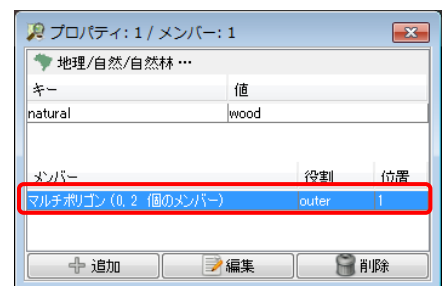 プロパティ: 1 / メンバー: 1
地理/自然/自然林 …
キー 値
natural wood
メンバー 役割 位置
マルチポリゴン (0, 2 個のメンバー) outer 1
追加 編集 削除